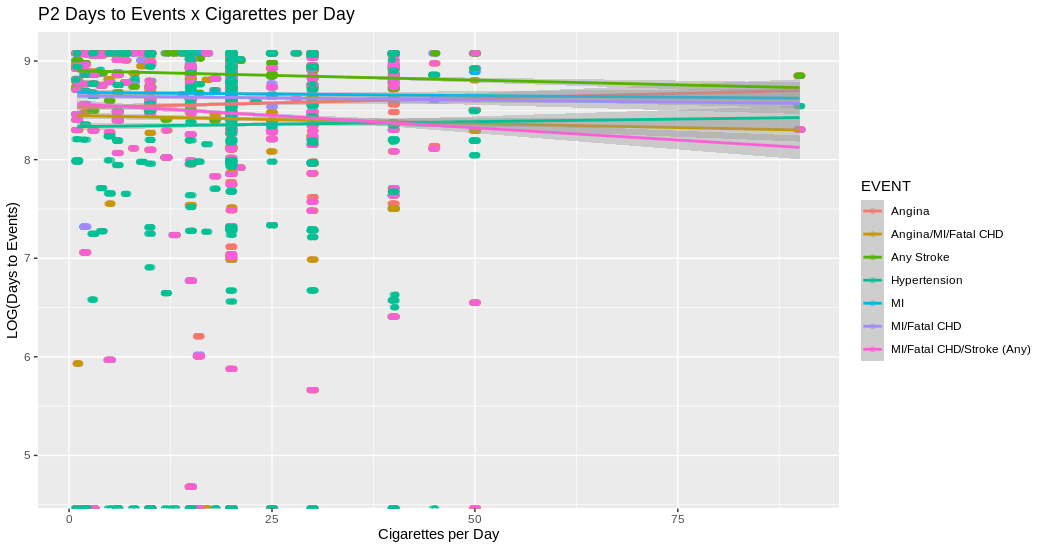 P2 Days to Events x Cigarettes per Day
LOG(Days to Events)
9
8
7
6
5
0 25 50 75
Cigarettes per Day
EVENT
Angina
Angina/MI/Fatal CHD
Any Stroke
Hypertension
MI
MI/Fatal CHD
MI/Fatal CHD/Stroke (Any)